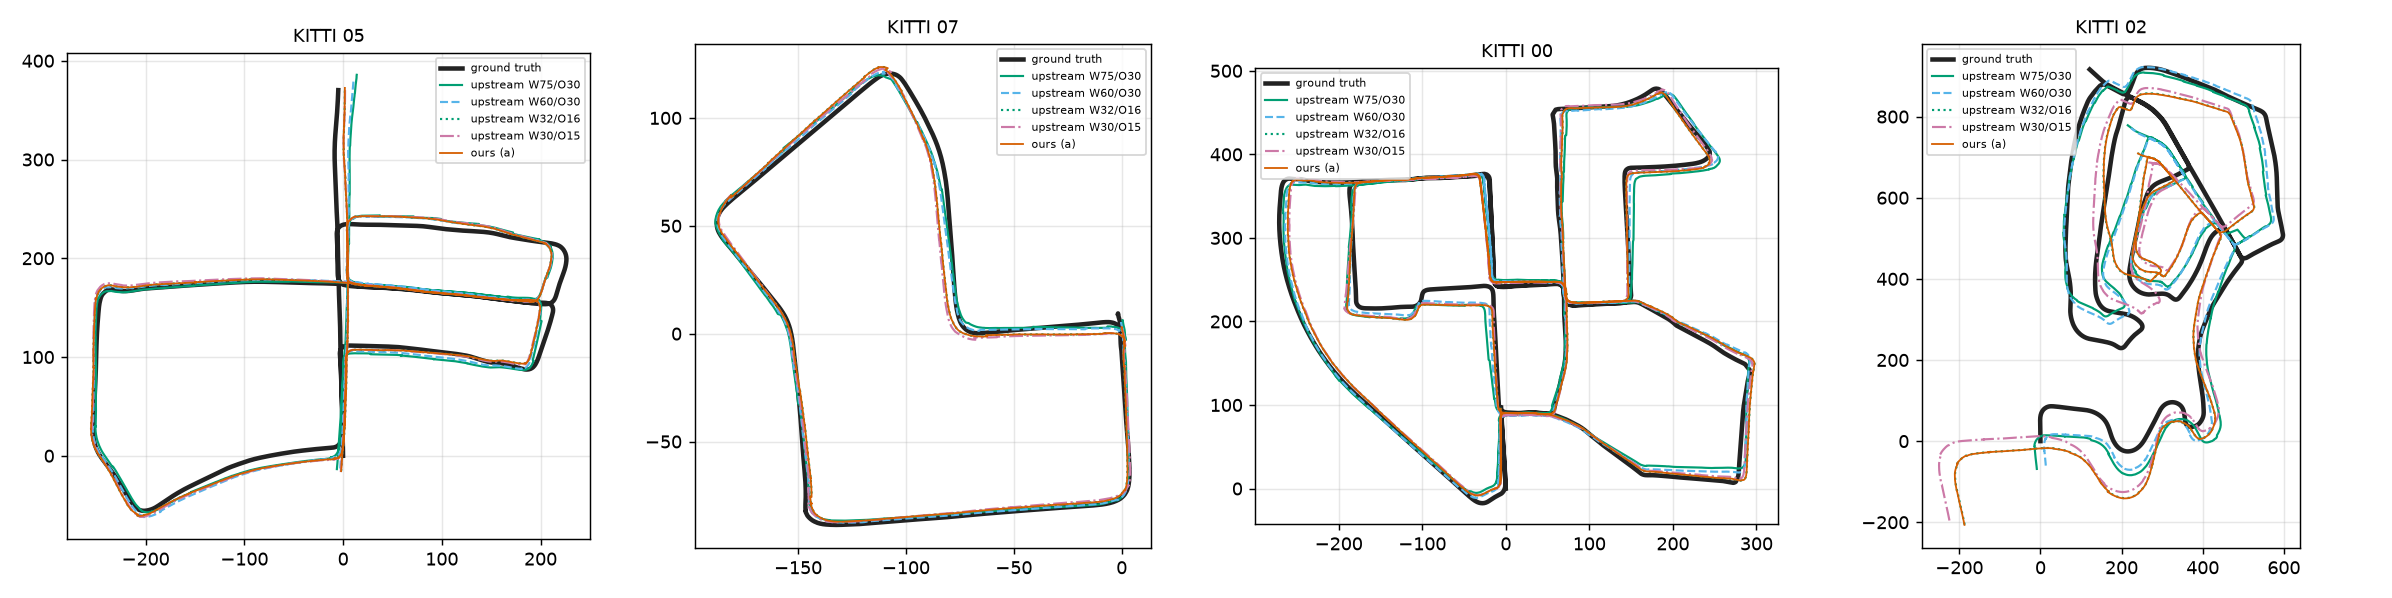 KITTI 05
400
300
200
100
0
−200
−100
0
100
200
ground truth
upstream W75/O30
upstream W60/O30
upstream W32/O16
upstream W30/O15
ours (a)
KITTI 07
100
50
0
−50
−150
−100
−50
0
ground truth
upstream W75/O30
upstream W60/O30
upstream W32/O16
upstream W30/O15
ours (a)
KITTI 00
500
400
300
200
100
0
−200
−100
0
100
200
300
ground truth
upstream W75/O30
upstream W60/O30
upstream W32/O16
upstream W30/O15
ours (a)
KITTI 02
800
600
400
200
0
−200
−200
0
200
400
600
ground truth
upstream W75/O30
upstream W60/O30
upstream W32/O16
upstream W30/O15
ours (a)